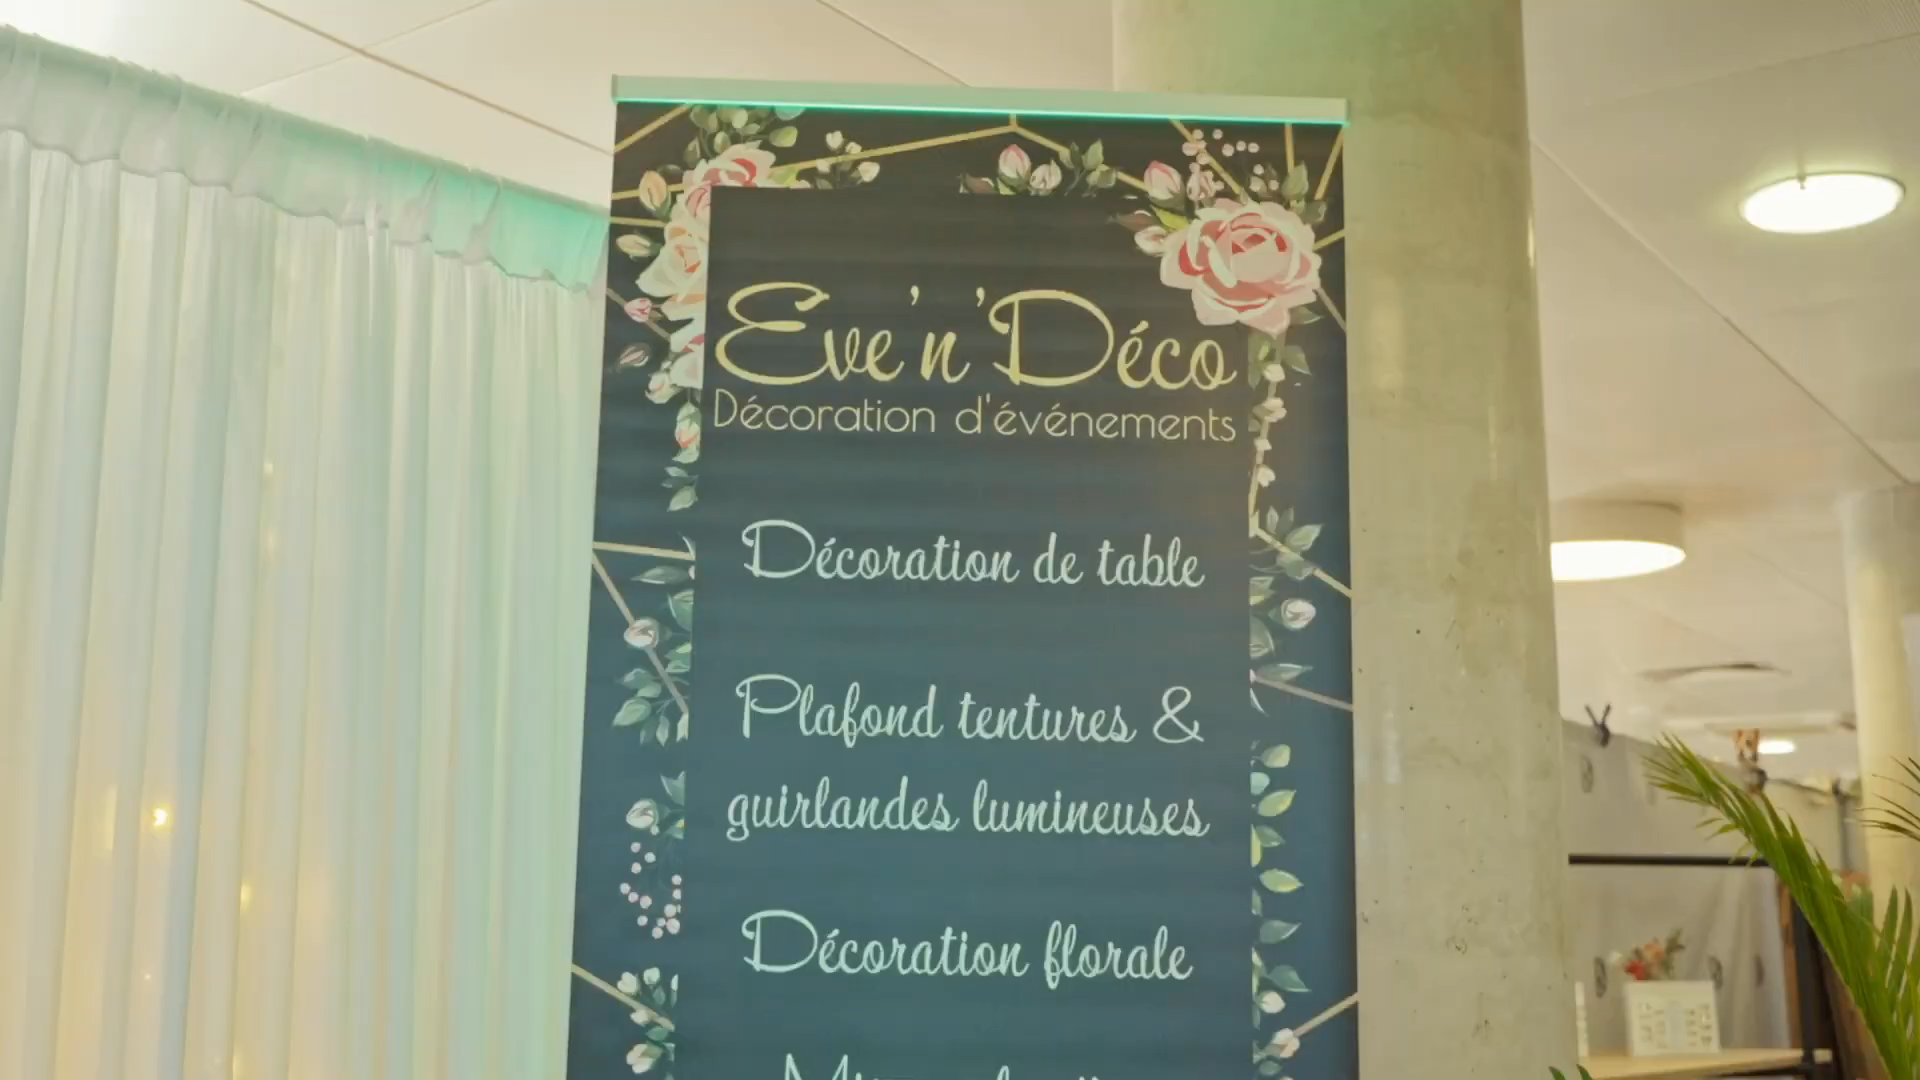 Eve'n'Déco
Décoration d'événements
Décoration de table
Plafond tentures &
guirlandes lumineuses
Décoration florale